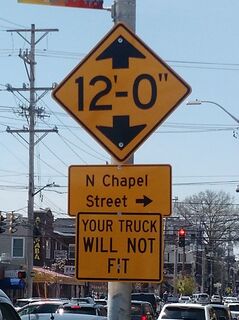 12'-0"
N Chapel
Street →
YOUR TRUCK
WILL NOT
FIT